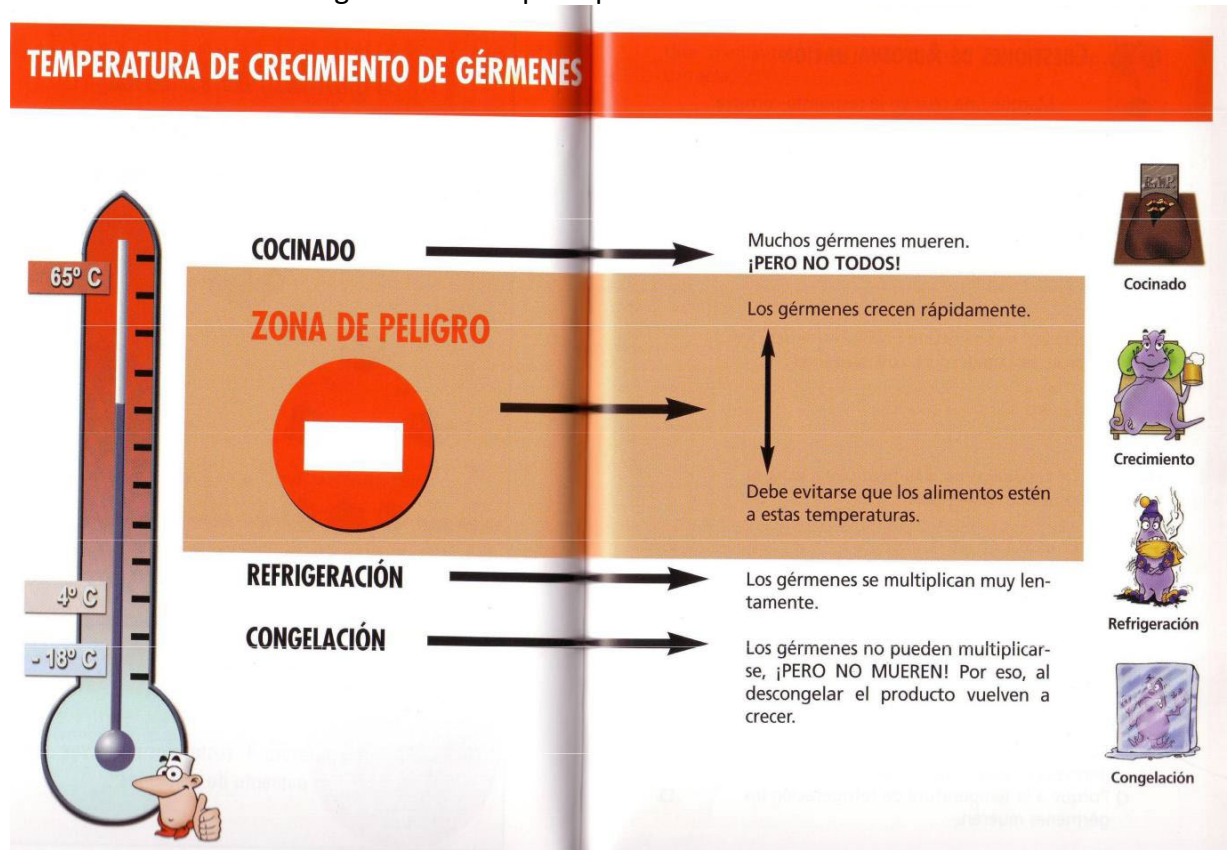 TEMPERATURA DE CRECIMIENTO DE GÉRMENES
65º C
4º C
- 18º C
COCINADO
Muchos gérmenes mueren.
¡PERO NO TODOS!
ZONA DE PELIGRO
Los gérmenes crecen rápidamente.
Debe evitarse que los alimentos estén
a estas temperaturas.
REFRIGERACIÓN
Los gérmenes se multiplican muy len-
tamente.
CONGELACIÓN
Los gérmenes no pueden multiplicar-
se, ¡PERO NO MUEREN! Por eso, al
descongelar el producto vuelven a
crecer.
R.I.P.
Cocinado
Crecimiento
Refrigeración
Congelación